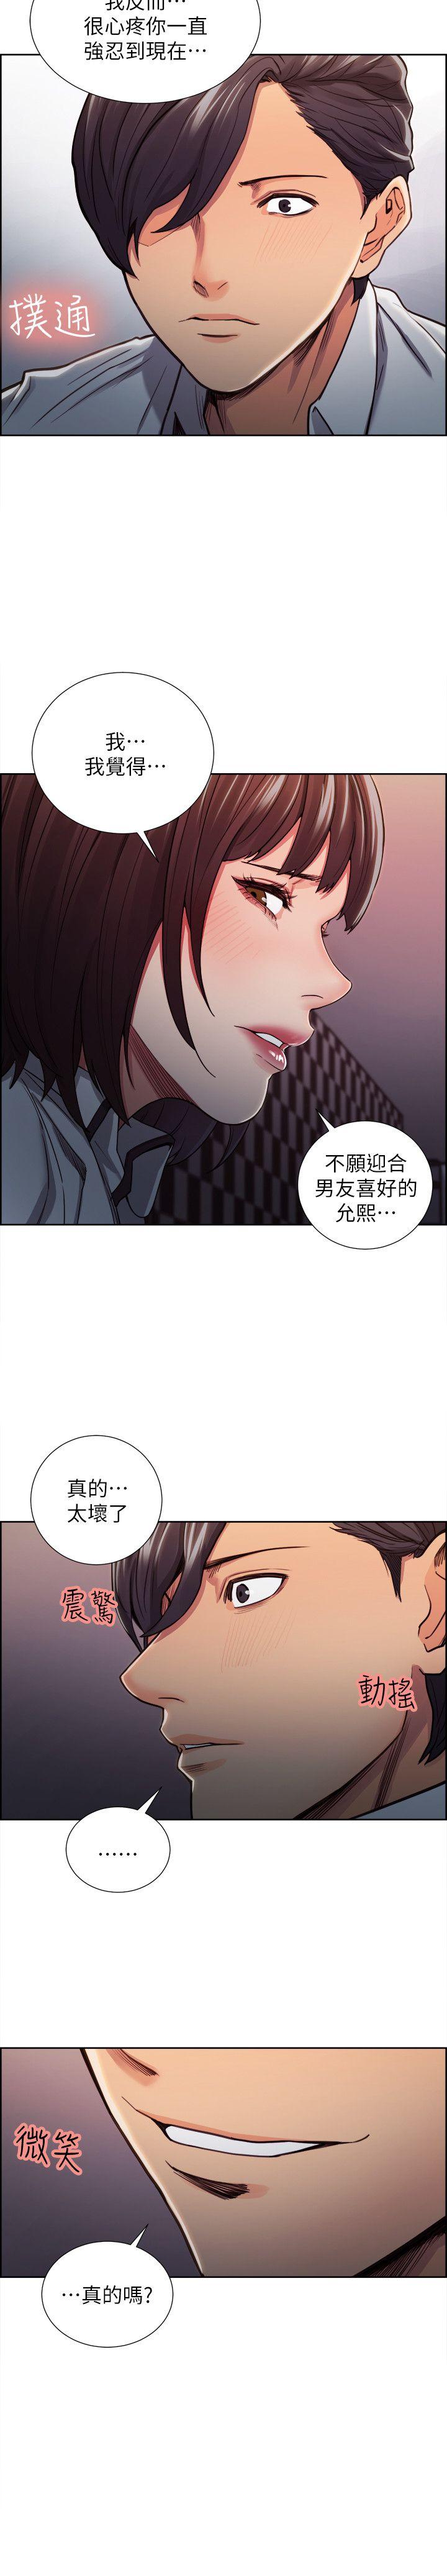 我反而…
很心疼你一直
強忍到現在…
撲通
我…
我覺得…
不願迎合
男友喜好的
允熙…
真的…
太壞了
震驚
動搖
……
微笑
…真的嗎?